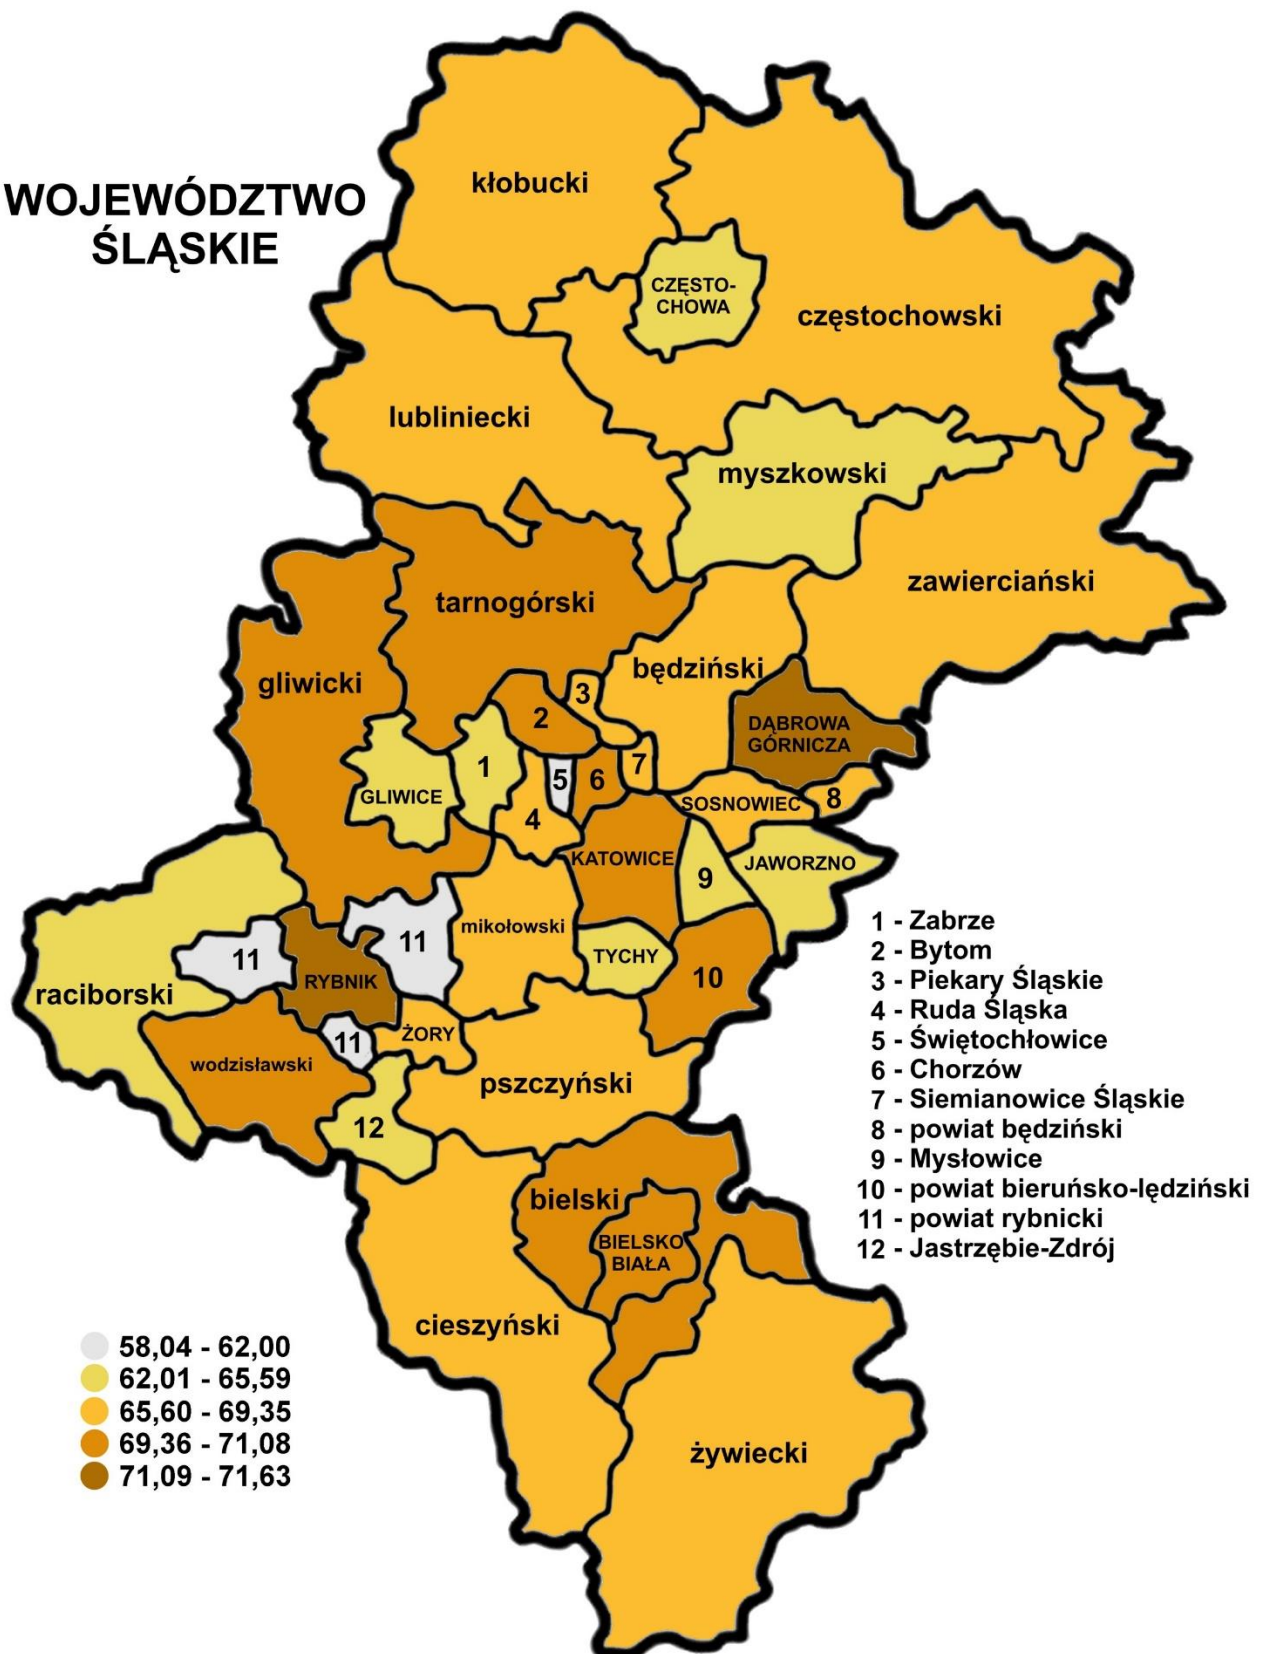 WOJEWÓDZTWO
ŚLĄSKIE
kłobucki
CZĘSTO-
CHOWA
częstochowski
lubliniecki
myszkowski
zawierciański
tarnogórski
będziński
gliwicki
3
2
DĄBROWA
GÓRNICZA
1
5
6
7
GLIWICE
4
SOSNOWIEC
8
KATOWICE
9
JAWORZNO
mikołowski
11
11
RYBNIK
TYCHY
10
raciborski
11
ŻORY
wodzisławski
pszczyński
12
bielski
BIELSKO
BIAŁA
cieszyński
żywiecki
1 - Zabrze
2 - Bytom
3 - Piekary Śląskie
4 - Ruda Śląska
5 - Świętochłowice
6 - Chorzów
7 - Siemianowice Śląskie
8 - powiat będziński
9 - Mysłowice
10 - powiat bieruńsko-lędziński
11 - powiat rybnicki
12 - Jastrzębie-Zdrój
58,04 - 62,00
62,01 - 65,59
65,60 - 69,35
69,36 - 71,08
71,09 - 71,63